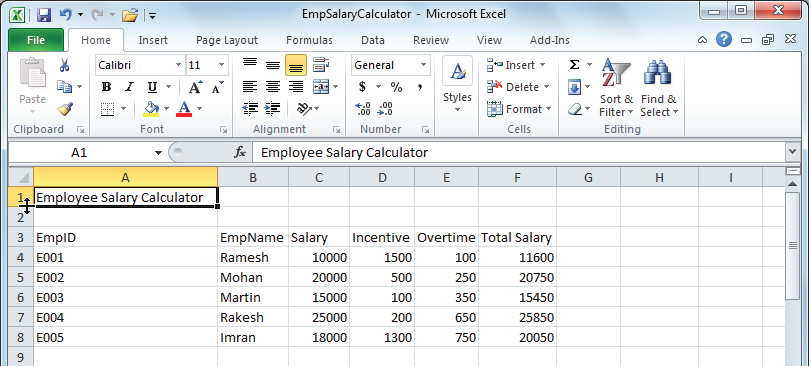 EmpSalaryCalculator - Microsoft Excel
File Home Insert Page Layout Formulas Data Review View Add-Ins
Calibri 11 General Insert Σ
Paste B I U A A $ % , Styles Delete Sort & Find &
A Format Filter Select
Clipboard Font Alignment Number Cells Editing
A1 fx Employee Salary Calculator
A B C D E F G H I
1 Employee Salary Calculator
2
3 EmpID EmpName Salary Incentive Overtime Total Salary
4 E001 Ramesh 10000 1500 100 11600
5 E002 Mohan 20000 500 250 20750
6 E003 Martin 15000 100 350 15450
7 E004 Rakesh 25000 200 650 25850
8 E005 Imran 18000 1300 750 20050
9